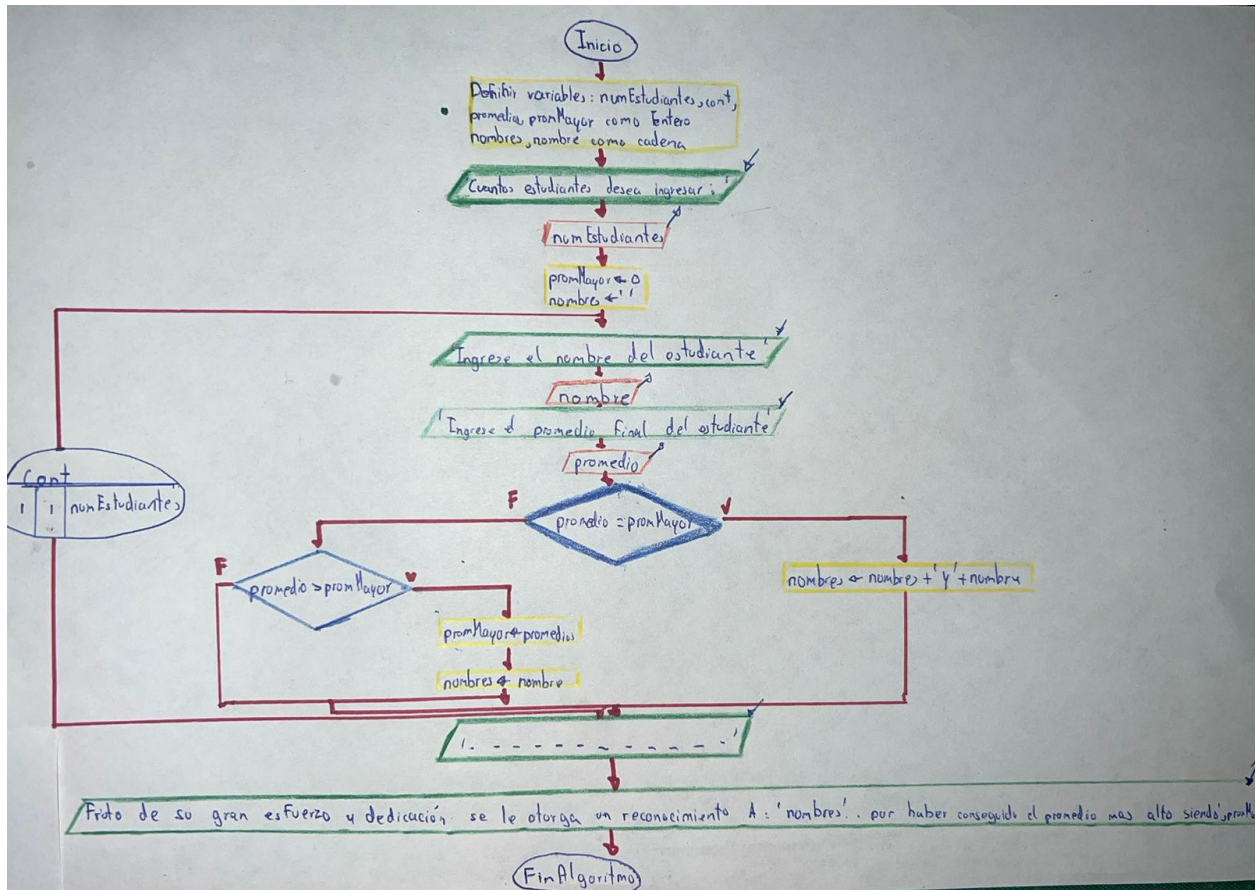 Inicio
Definir variables: numEstudiantes, cont,
promedio, promMayor como Entero
nombres, nombre como cadena
'Cuantos estudiantes desea ingresar: '
numEstudiantes
promMayor ← 0
nombres ← ' '
'Ingrese el nombre del estudiante'
nombre
'Ingrese el promedio final del estudiante'
promedio
Cont
1 1 numEstudiantes
F promedio = promMayor V
F promedio > promMayor V
nombres ← nombres + 'y' + nombre
promMayor ← promedio
nombres ← nombre
'- - - - - - - - - - -'
Fruto de su gran esfuerzo y dedicación se le otorga un reconocimiento A: 'nombres'. por haber conseguido el promedio mas alto siendo',promM
FinAlgoritmo